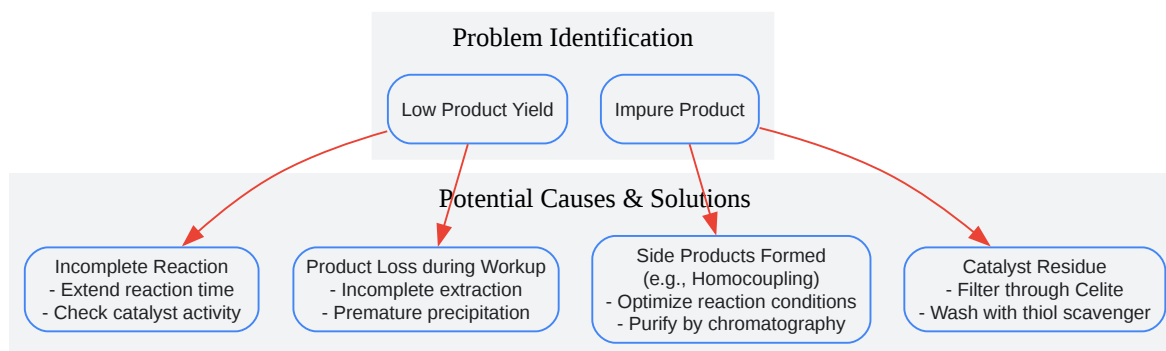 Problem Identification
Low Product Yield
Impure Product
Potential Causes & Solutions
Incomplete Reaction
- Extend reaction time
- Check catalyst activity
Product Loss during Workup
- Incomplete extraction
- Premature precipitation
Side Products Formed
(e.g., Homocoupling)
- Optimize reaction conditions
- Purify by chromatography
Catalyst Residue
- Filter through Celite
- Wash with thiol scavenger